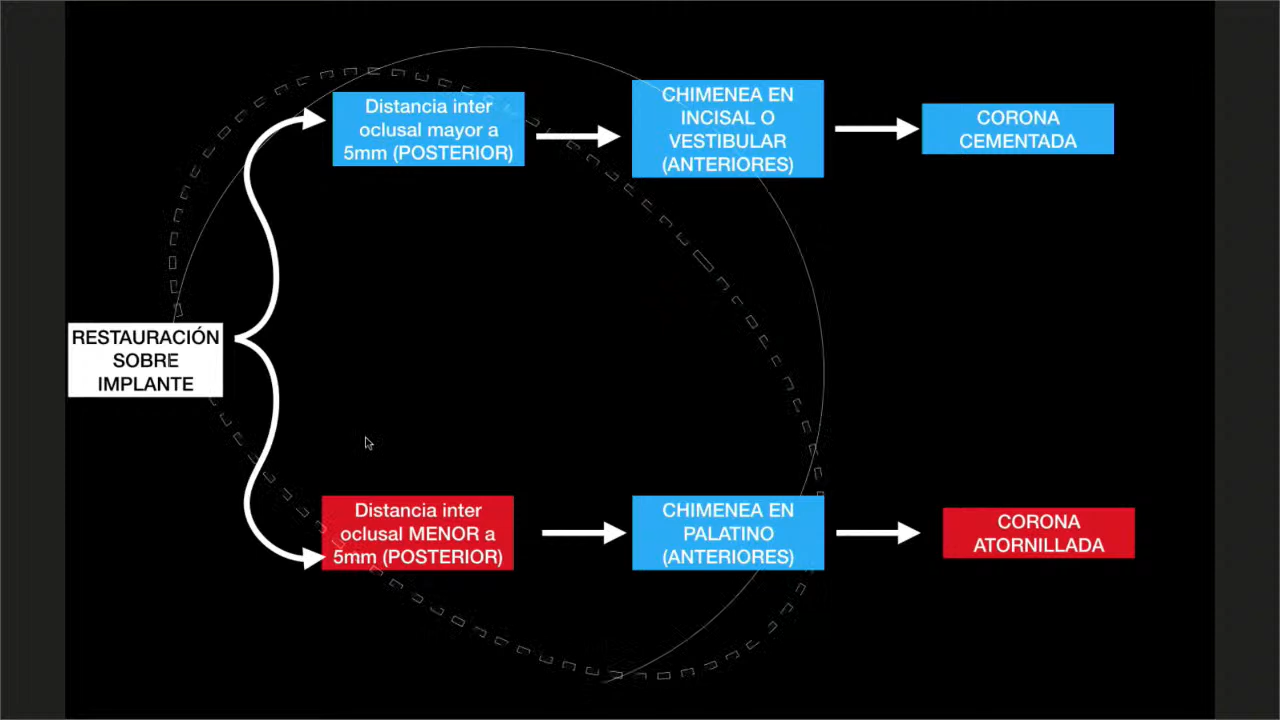 Distancia inter
oclusal mayor a
5mm (POSTERIOR)
CHIMENEA EN
INCISAL O
VESTIBULAR
(ANTERIORES)
CORONA
CEMENTADA
RESTAURACIÓN
SOBRE
IMPLANTE
Distancia inter
oclusal MENOR a
5mm (POSTERIOR)
CHIMENEA EN
PALATINO
(ANTERIORES)
CORONA
ATORNILLADA